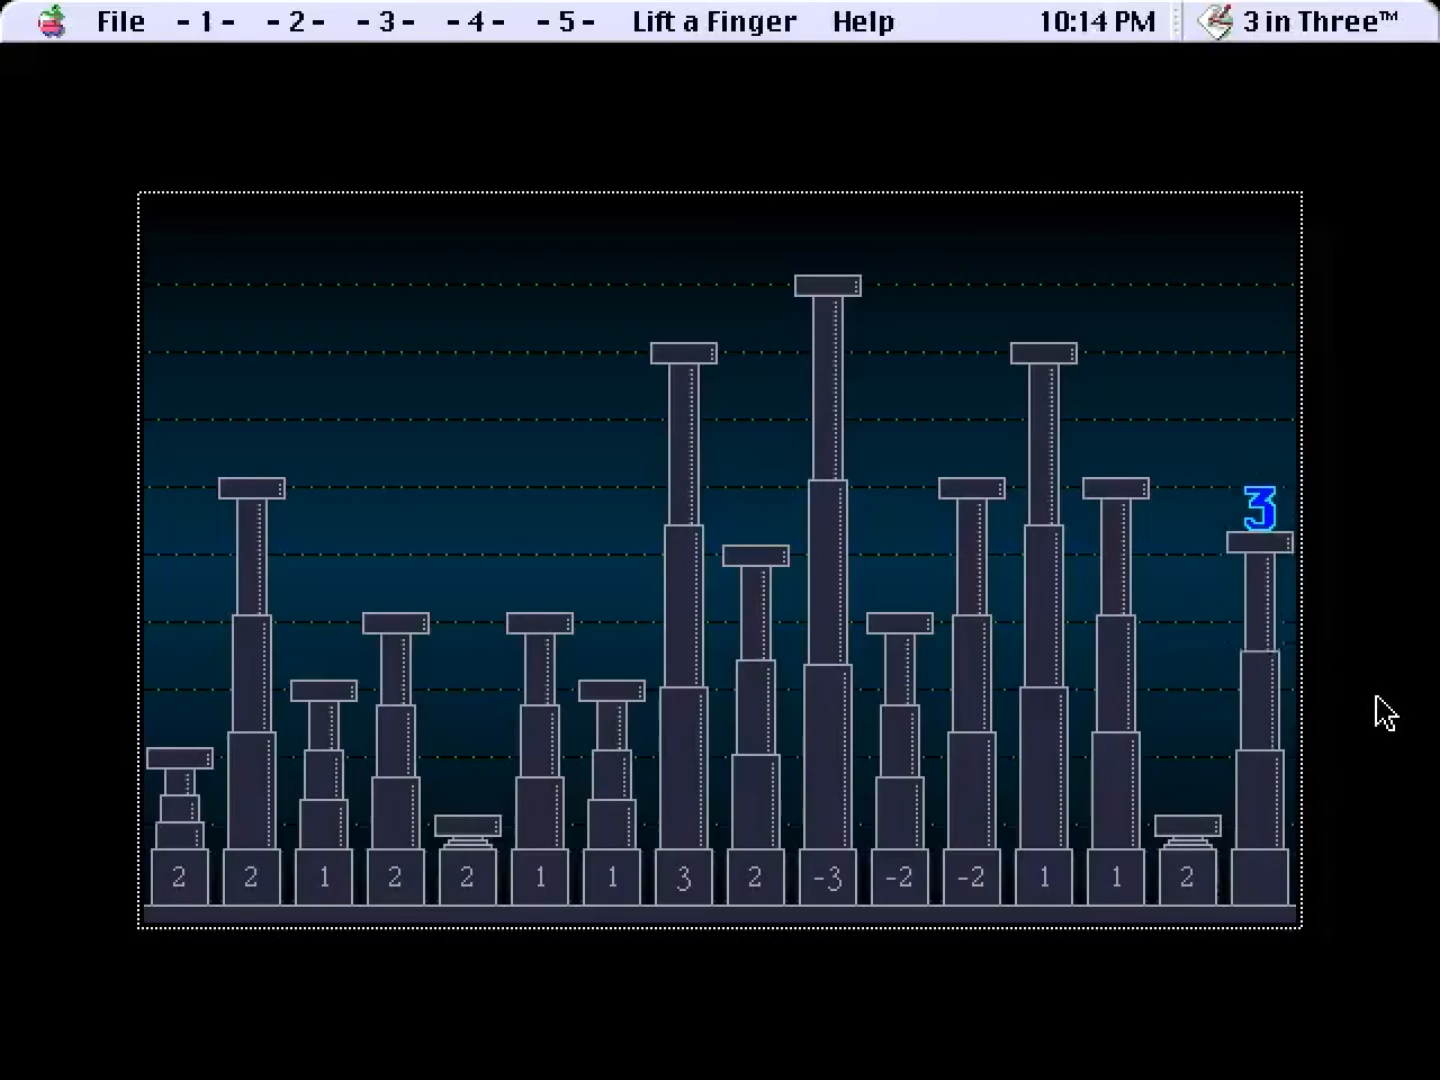 File - 1 - - 2 - - 3 - - 4 - - 5 - Lift a Finger Help 10:14 PM 3 in Three™
3
2 2 1 2 2 1 1 3 2 -3 -2 -2 1 1 2